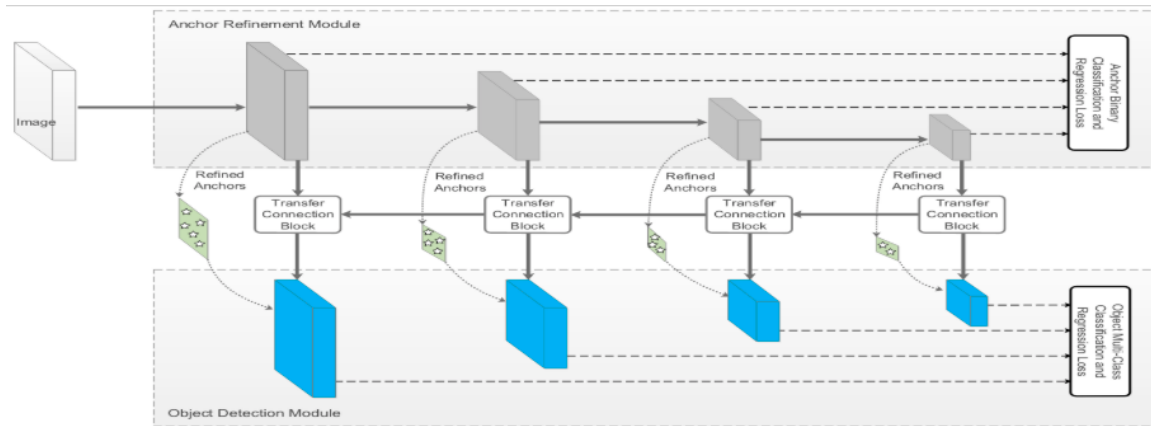 Anchor Refinement Module
Image
Anchor Binary
Classification and
Regression Loss
Refined
Anchors
Refined
Anchors
Refined
Anchors
Refined
Anchors
Transfer
Connection
Block
Transfer
Connection
Block
Transfer
Connection
Block
Transfer
Connection
Block
Object Multi-Class
Classification and
Regression Loss
Object Detection Module